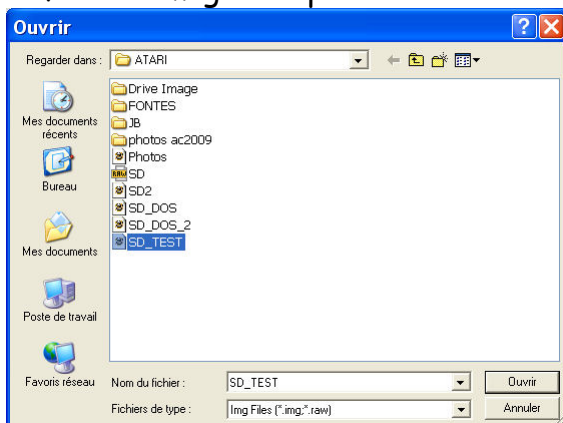 Ouvrir
Regarder dans :
ATARI
Mes documents
récents
Bureau
Mes documents
Poste de travail
Favoris réseau
Drive Image
FONTES
JB
photos ac2009
Photos
RAW
SD
SD2
SD_DOS
SD_DOS_2
SD_TEST
Nom du fichier :
SD_TEST
Ouvrir
Fichiers de type :
Img Files (*.img;*.raw)
Annuler